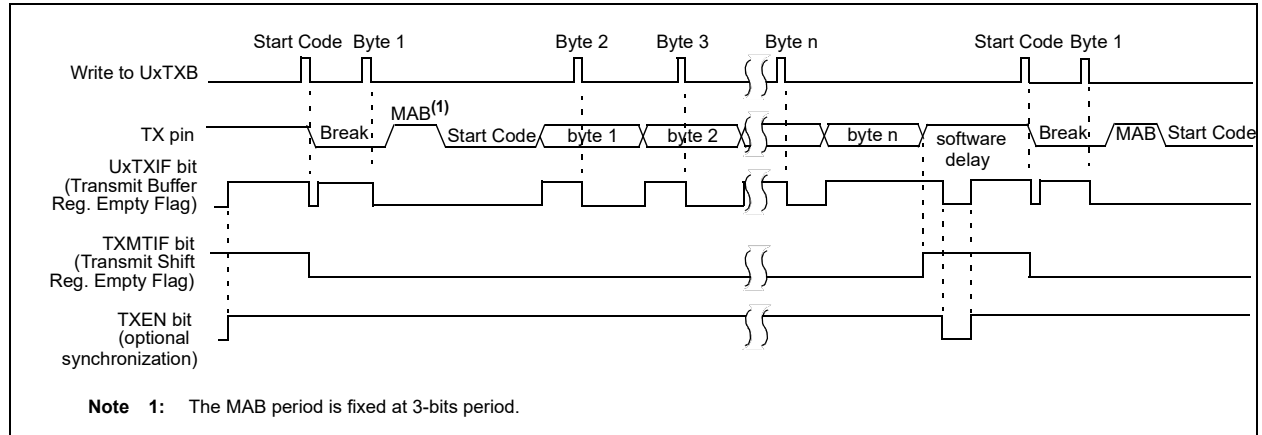 Start Code Byte 1 Byte 2 Byte 3 Byte n Start Code Byte 1
Write to UxTXB
MAB(1)
TX pin Break Start Code byte 1 byte 2 byte n software delay Break MAB Start Code
UxTXIF bit
(Transmit Buffer
Reg. Empty Flag)
TXMTIF bit
(Transmit Shift
Reg. Empty Flag)
TXEN bit
(optional
synchronization)
Note 1: The MAB period is fixed at 3-bits period.